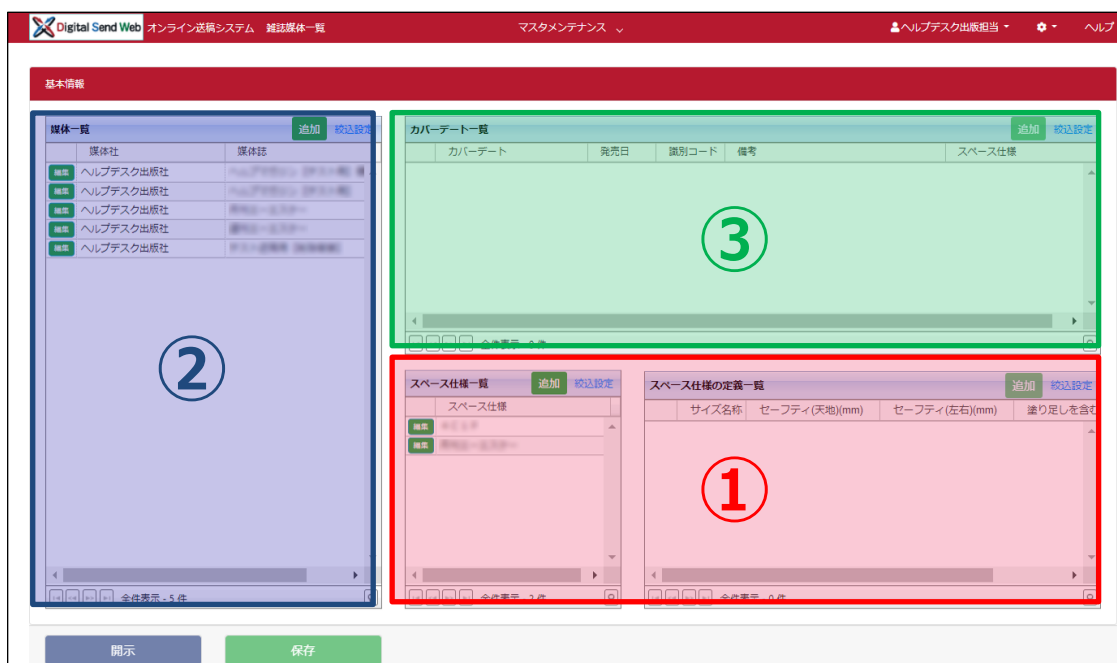 Digital Send Web オンライン送稿システム 雑誌媒体一覧 マスタメンテナンス ヘルプデスク出版担当 ヘルプ
基本情報
媒体一覧 追加 絞込設定
媒体社 媒体誌
編集 ヘルプデスク出版社
編集 ヘルプデスク出版社
編集 ヘルプデスク出版社
編集 ヘルプデスク出版社
編集 ヘルプデスク出版社
②
全件表示 - 5 件
カバーデート一覧 追加 絞込設定
カバーデート 発売日 識別コード 備考 スペース仕様
③
全件表示 - 0 件
スペース仕様一覧 追加 絞込設定
スペース仕様
編集
編集
全件表示 - 2 件
スペース仕様の定義一覧 追加 絞込設定
サイズ名称 セーフティ(天地)(mm) セーフティ(左右)(mm) 塗り足しを含む
①
全件表示 - 0 件
開示 保存